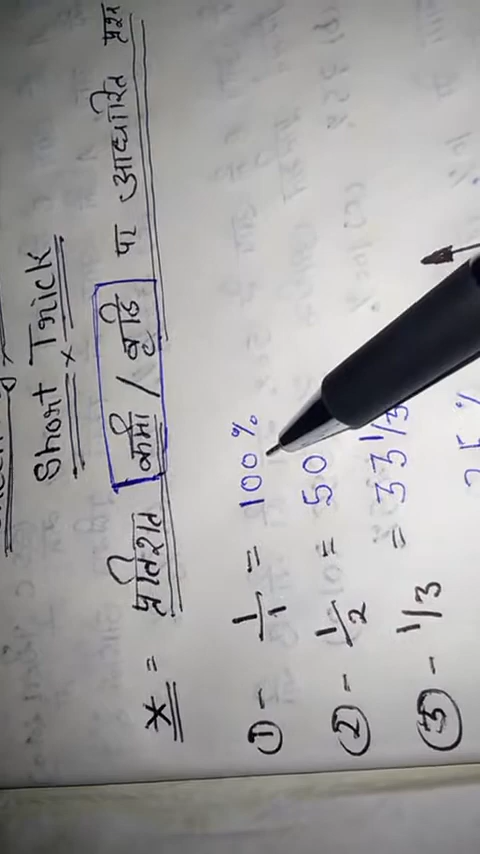 Short Trick
* = प्रतिशत कमी / वृद्धि पर आधारित प्रश्न
① - 1/1 = 100%
② - 1/2 = 50
③ - 1/3 = 33 1/3
25%